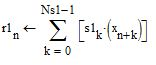 r1ₙ ← ∑_{k = 0}^{Ns1−1} [s1ₖ·(xₙ₊ₖ)]